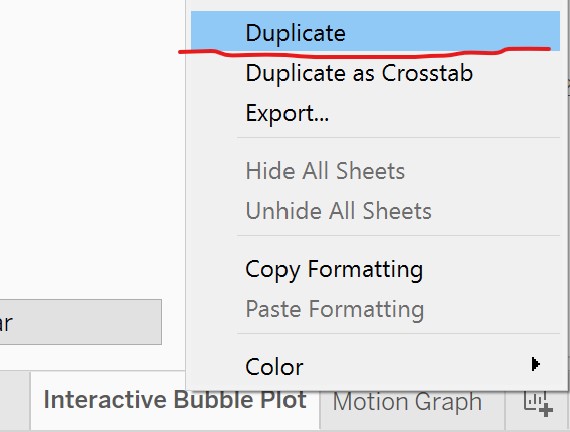 Duplicate
Duplicate as Crosstab
Export...
Hide All Sheets
Unhide All Sheets
Copy Formatting
Paste Formatting
Color
ar
Interactive Bubble Plot
Motion Graph